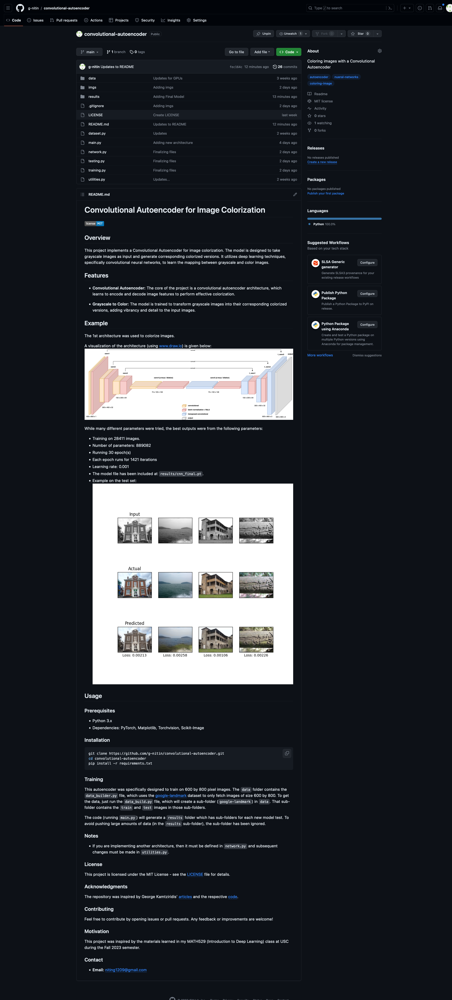 g-nitin / convolutional-autoencoder
Type / to search
Code Issues Pull requests Actions Projects Security Insights Settings
convolutional-autoencoder Public
Unpin Unwatch 1 Fork 0 Star 0
main 1 branch 0 tags Go to file Add file Code
g-nitin Updates to README fec164c 12 minutes ago 26 commits
data Updates for GPUs 3 weeks ago
imgs Adding imgs 2 days ago
results Adding Final Model 13 minutes ago
.gitignore Adding imgs 2 days ago
LICENSE Create LICENSE last week
README.md Updates to README 12 minutes ago
dataset.py Updates 2 weeks ago
main.py Adding new architecture 4 days ago
network.py Finalizing files 2 days ago
testing.py Finalizing files 2 days ago
training.py Finalizing files 2 days ago
utilities.py Updates... 2 weeks ago
README.md
Convolutional Autoencoder for Image Colorization
license MIT
Overview
This project implements a Convolutional Autoencoder for image colorization. The model is designed to take
grayscale images as input and generate corresponding colorized versions. It utilizes deep learning techniques,
specifically convolutional neural networks, to learn the mapping between grayscale and color images.
Features
Convolutional Autoencoder: The core of the project is a convolutional autoencoder architecture, which
learns to encode and decode image features to perform effective colorization.
Grayscale to Color: The model is trained to transform grayscale images into their corresponding colorized
versions, adding vibrancy and detail to the input images.
Example
The 1st architecture was used to colorize images.
A visualization of the architecture (using www.draw.io) is given below:
concat
conv1 t_conv3 output
concat
conv2 t_conv2
concat
conv3 t_conv1
conv4 (a trous / dilation) conv5 (a trous / dilation)
75 x 100 x 128 75 x 100 x 128
150 x 200 x 64 150 x 200 x 64
300 x 400 x 32 300 x 400 x 32
600 x 800 x 1 600 x 800 x 3 600 x 800 x 2
convolutional
batch normalization + ReLU
transposed convolutional
output
While many different parameters were tried, the best outputs were from the following parameters:
Training on 28411 images.
Number of parameters: 889082
Running 30 epoch(s)
Each epoch runs for 1421 iterations
Learning rate: 0.001
The model file has been included at results/cnn_final.pt.
Example on the test set:
Input
Actual
Predicted
Loss: 0.00213 Loss: 0.00258 Loss: 0.00106 Loss: 0.00226
Usage
Prerequisites
Python 3.x
Dependencies: PyTorch, Matplotlib, Torchvision, Scikit-Image
Installation
git clone https://github.com/g-nitin/convolutional-autoencoder.git
cd convolutional-autoencoder
pip install -r requirements.txt
Training
This autoencoder was specifically designed to train on 600 by 800 pixel images. The data folder contains the
data_builder.py file, which uses the google-landmark dataset to only fetch images of size 600 by 800. To get
the data, just run the data_build.py file, which will create a sub-folder (google-landmark) in data. That sub-
folder contains the train and test images in those sub-folders.
The code (running main.py) will generate a results folder which has sub-folders for each new model test. To
avoid pushing large amounts of data (in the results sub-folder), the sub-folder has been ignored.
Notes
If you are implementing another architecture, then it must be defined in network.py and subsequent
changes must be made in utilities.py.
License
This project is licensed under the MIT License - see the LICENSE file for details.
Acknowledgments
The repository was inspired by George Kamtziridis' articles and the respective code.
Contributing
Feel free to contribute by opening issues or pull requests. Any feedback or improvements are welcome!
Motivation
This project was inspired by the materials learned in my MATH529 (Introduction to Deep Learning) class at USC
during the Fall 2023 semester.
Contact
Email: niting1209@gmail.com
About
Coloring images with a Convolutional
Autoencoder
autoencoder nueral-networks
coloring-image
Readme
MIT license
Activity
0 stars
1 watching
0 forks
Releases
No releases published
Create a new release
Packages
No packages published
Publish your first package
Languages
Python 100.0%
Suggested Workflows
Based on your tech stack
SLSA Generic
generator
Configure
Generate SLSA3 provenance for your
existing release workflows
Publish Python
Package
Configure
Publish a Python Package to PyPI on
release.
Python Package
using Anaconda
Configure
Create and test a Python package on
multiple Python versions using
Anaconda for package management.
More workflows Dismiss suggestions